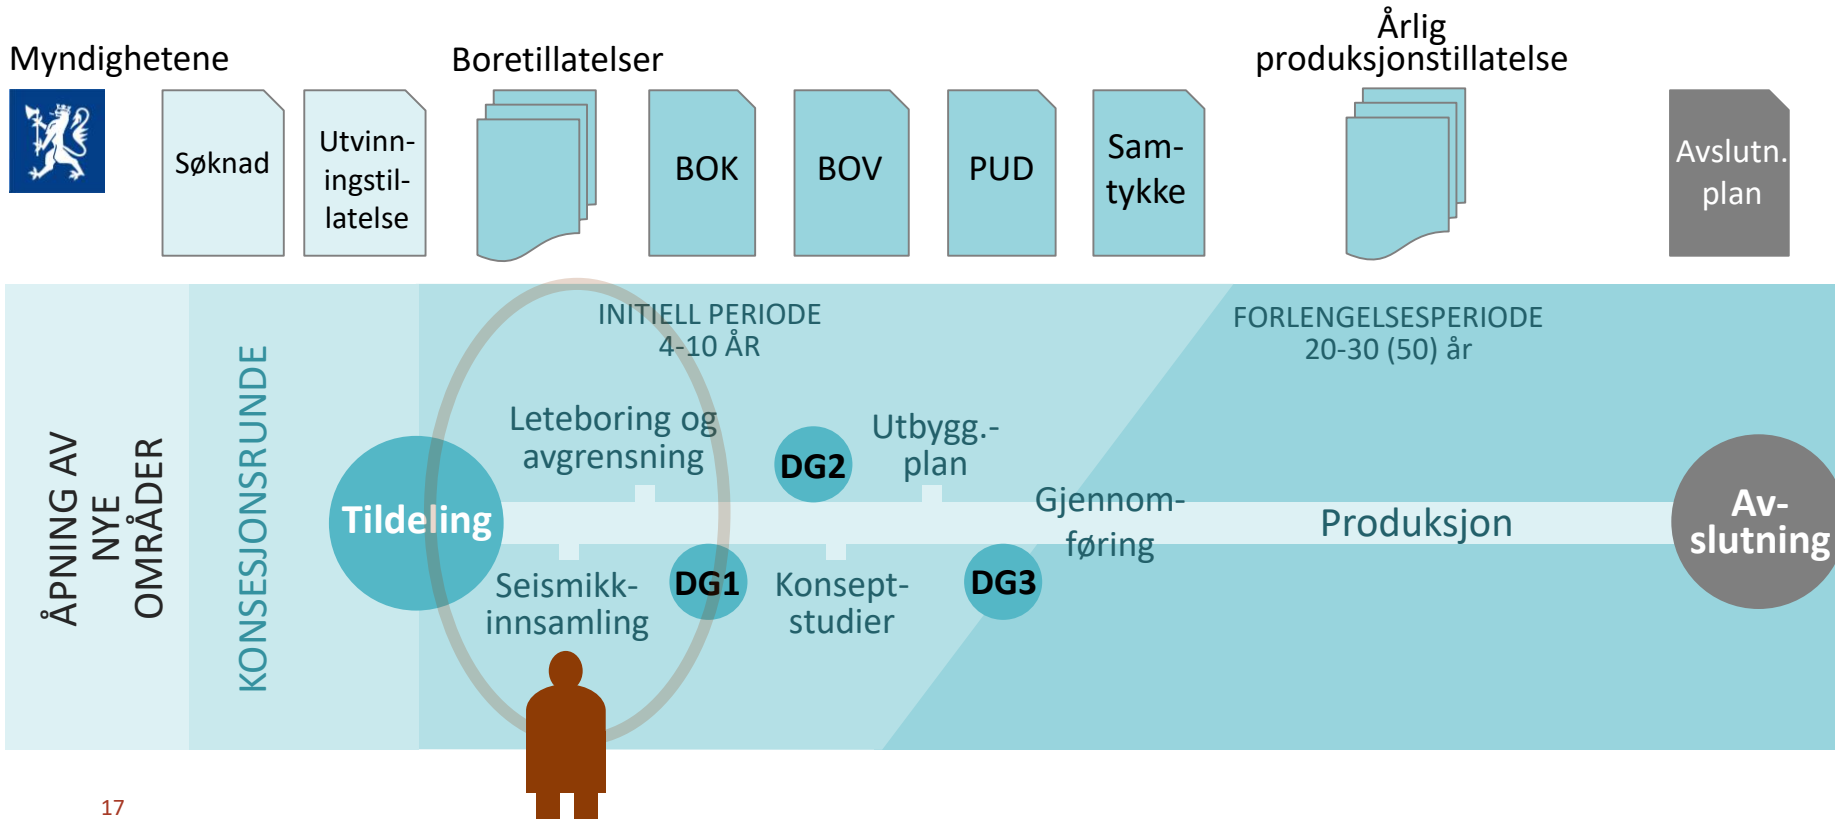 Myndighetene
Boretillatelser
Årlig
produksjonstillatelse
Søknad
Utvinn-
ingstil-
latelse
BOK
BOV
PUD
Sam-
tykke
Avslutn.
plan
INITIELL PERIODE
4-10 ÅR
FORLENGELSESPERIODE
20-30 (50) år
ÅPNING AV
NYE
OMRÅDER
KONSESJONSRUNDE
Tildeling
Leteboring og
avgrensning
Seismikk-
innsamling
DG1
DG2
Konsept-
studier
Utbygg.-
plan
DG3
Gjennom-
føring
Produksjon
Av-
slutning
17